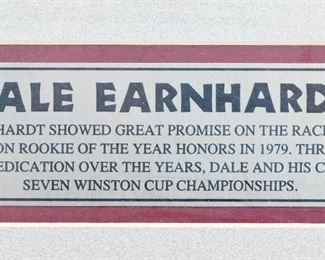 ALE EARNHARD
HARDT SHOWED GREAT PROMISE ON THE RAC
ON ROOKIE OF THE YEAR HONORS IN 1979. THR
EDICATION OVER THE YEARS, DALE AND HIS C
SEVEN WINSTON CUP CHAMPIONSHIPS.